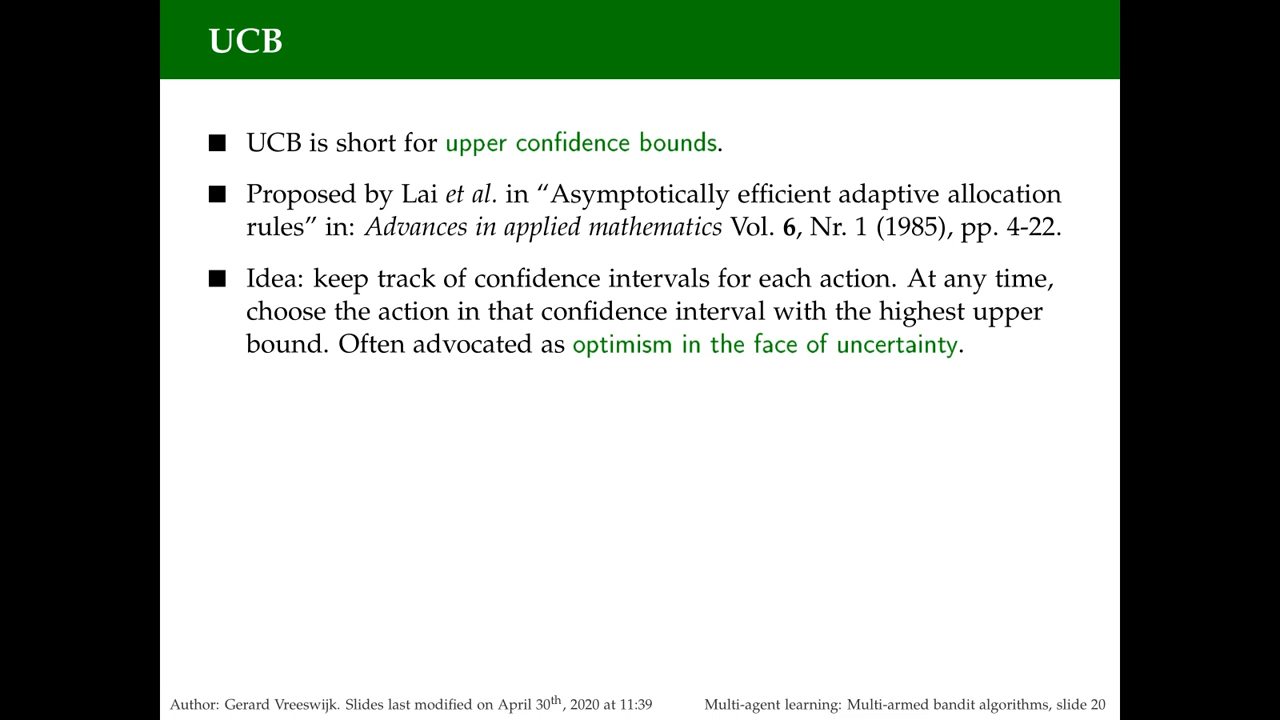 UCB
■ UCB is short for upper confidence bounds.
■ Proposed by Lai et al. in “Asymptotically efficient adaptive allocation
rules” in: Advances in applied mathematics Vol. 6, Nr. 1 (1985), pp. 4-22.
■ Idea: keep track of confidence intervals for each action. At any time,
choose the action in that confidence interval with the highest upper
bound. Often advocated as optimism in the face of uncertainty.
Author: Gerard Vreeswijk. Slides last modified on April 30th, 2020 at 11:39
Multi-agent learning: Multi-armed bandit algorithms, slide 20